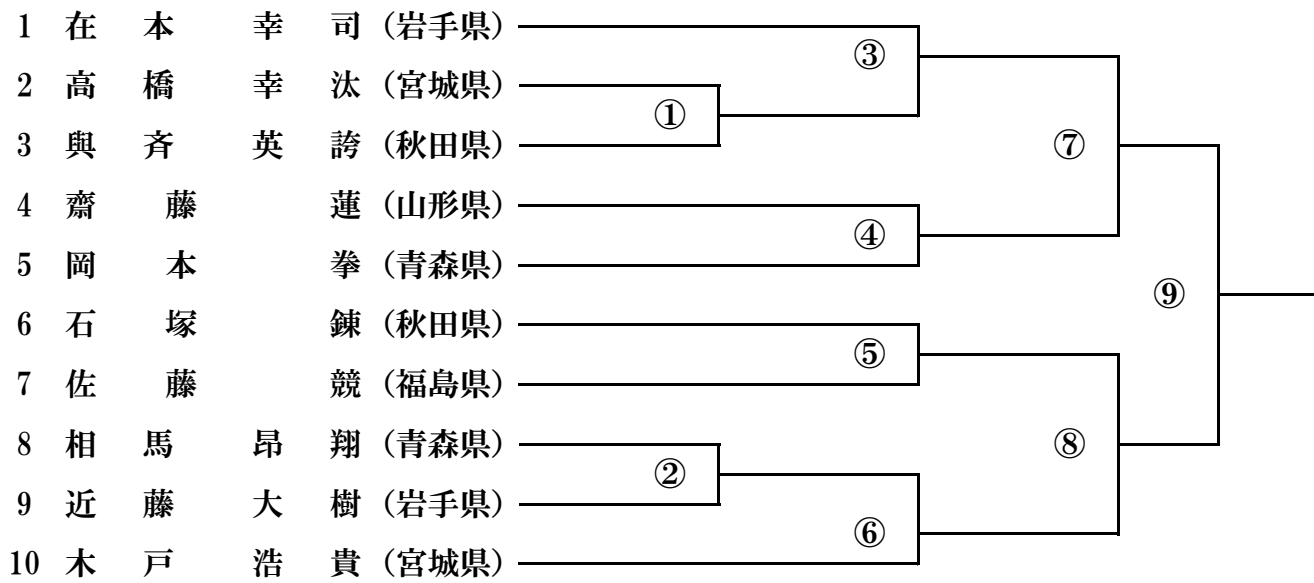 1 在本 幸司 (岩手県)
③
2 高橋 幸汰 (宮城県)
①
3 與斉 英誇 (秋田県)
⑦
4 齋藤 蓮 (山形県)
④
5 岡本 拳 (青森県)
⑨
6 石塚 錬 (秋田県)
⑤
7 佐藤 競 (福島県)
8 相馬 昂翔 (青森県)
⑧
②
9 近藤 大樹 (岩手県)
⑥
10 木戸 浩貴 (宮城県)